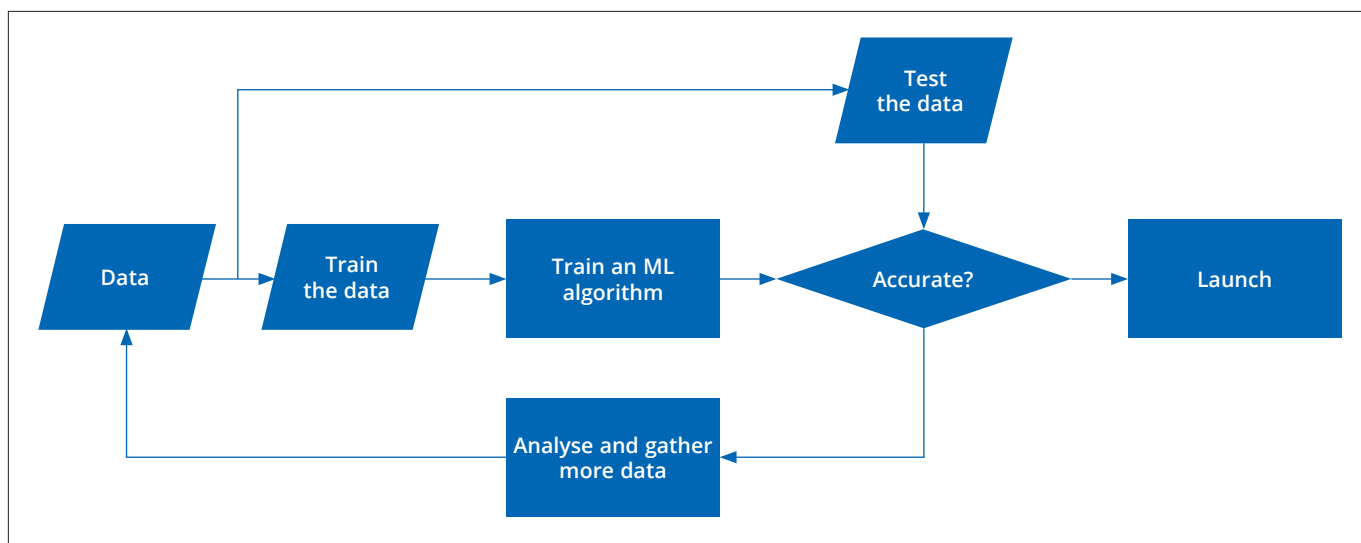 Test
the data
Data
Train
the data
Train an ML
algorithm
Accurate?
Launch
Analyse and gather
more data